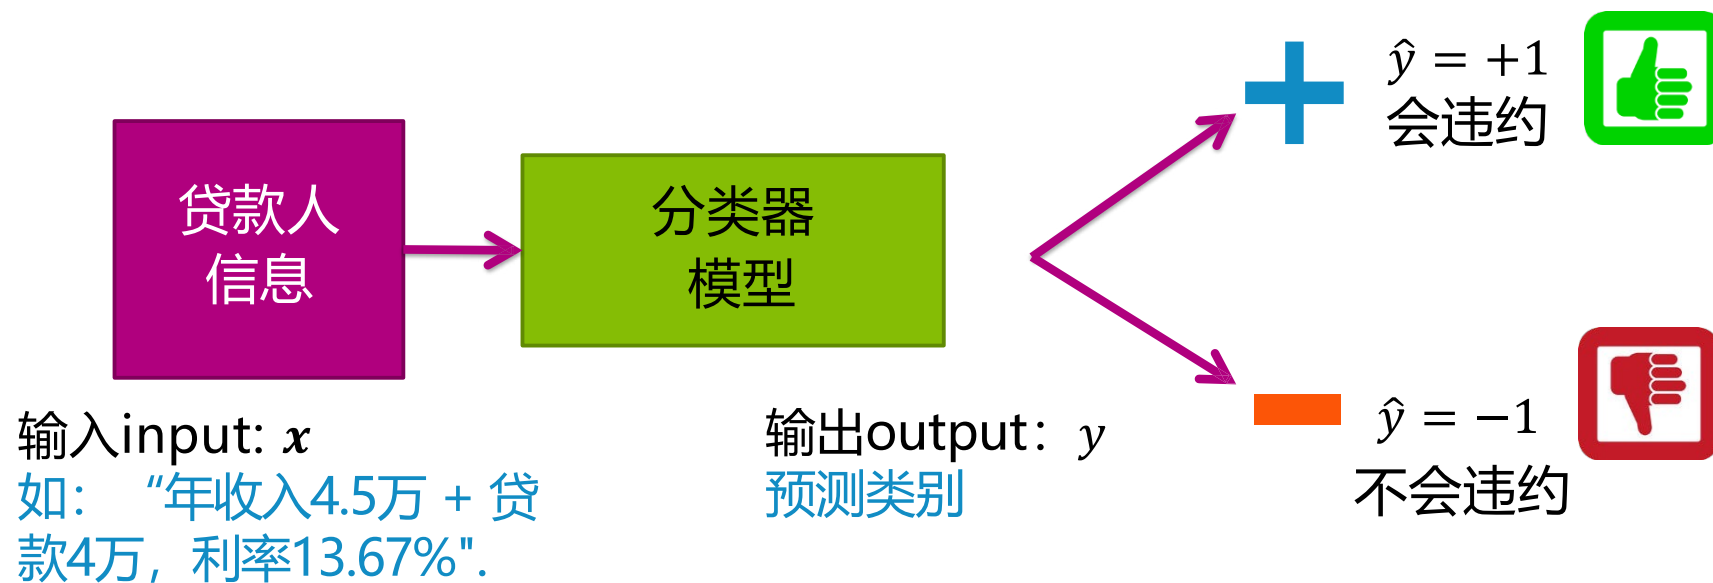 贷款人
信息
分类器
模型
ŷ = +1
会违约
ŷ = −1
不会违约
输入input: x
如： “年收入4.5万 + 贷
款4万，利率13.67%".
输出output：y
预测类别